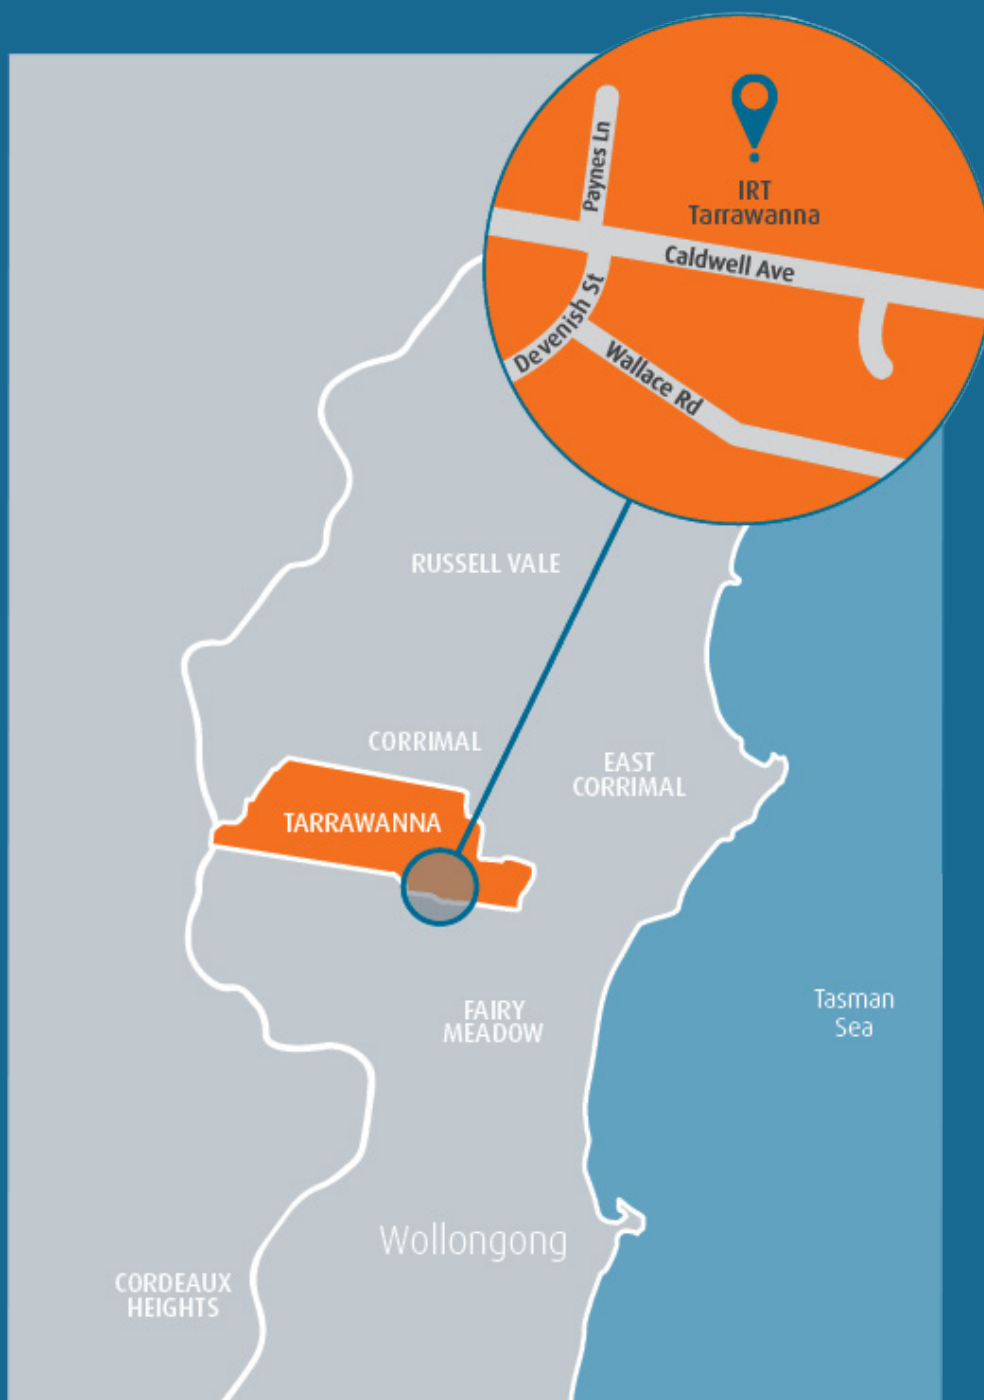 Paynes Ln
IRT
Tarrawanna
Caldwell Ave
Devenish St
Wallace Rd
RUSSELL VALE
CORRIMAL
EAST
CORRIMAL
TARRAWANNA
Tasman
Sea
FAIRY
MEADOW
Wollongong
CORDEAUX
HEIGHTS